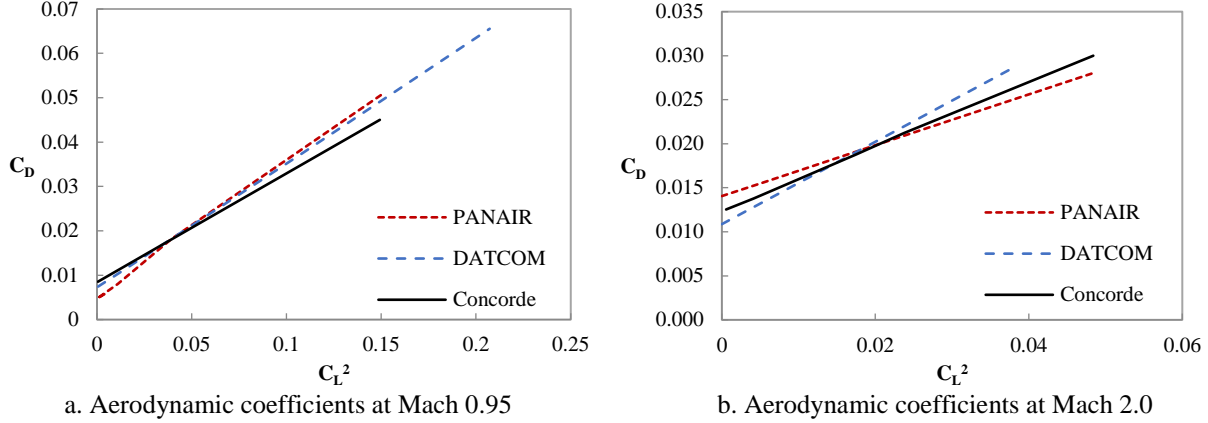 0.07
0.06
0.05
0.04
0.03
0.02
0.01
0
C_D
0
0.05
0.1
0.15
0.2
0.25
C_L²
PANAIR
DATCOM
Concorde
a. Aerodynamic coefficients at Mach 0.95
0.035
0.030
0.025
0.020
0.015
0.010
0.005
0.000
C_D
0
0.02
0.04
0.06
C_L²
PANAIR
DATCOM
Concorde
b. Aerodynamic coefficients at Mach 2.0